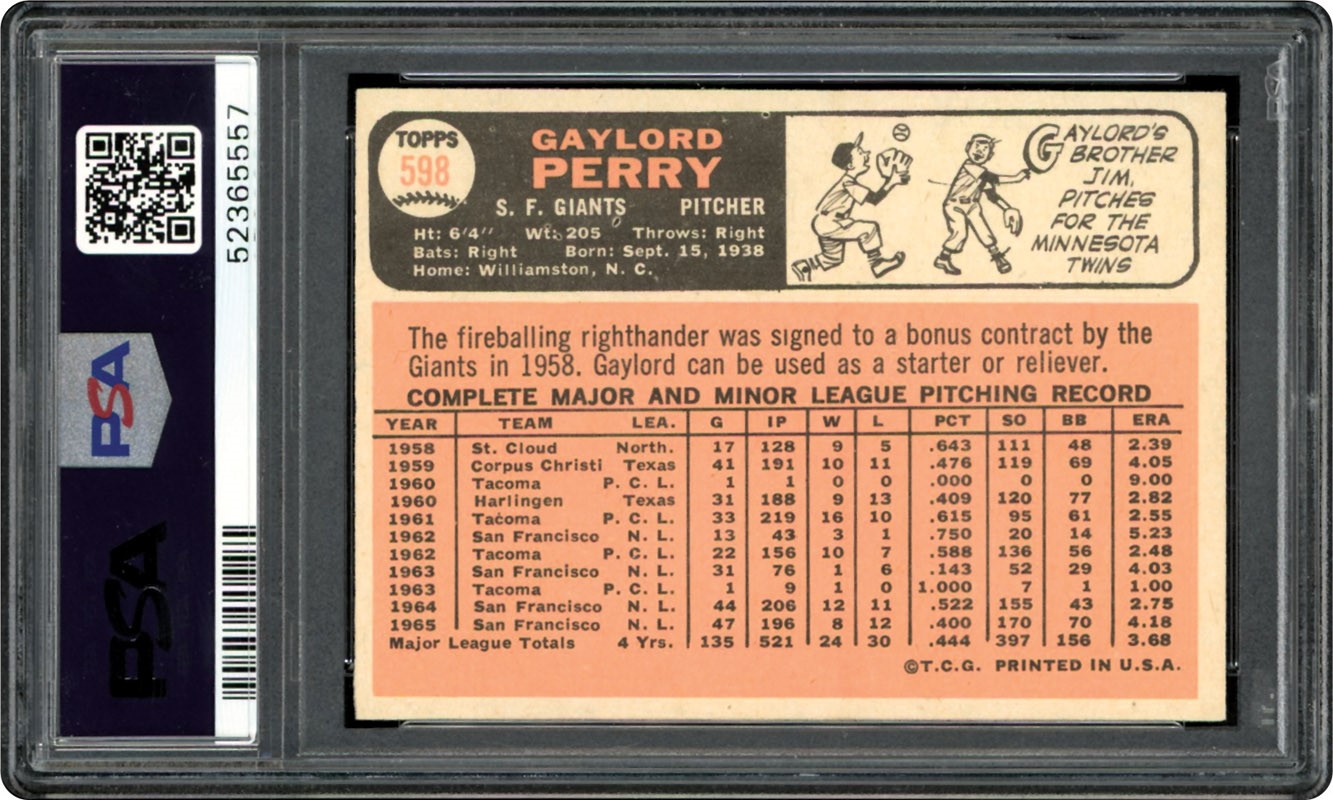 52365557
PSA
PSA
TOPPS
598
GAYLORD
PERRY
S. F. GIANTS PITCHER
Ht: 6'4" Wt: 205 Throws: Right
Bats: Right Born: Sept. 15, 1938
Home: Williamston, N. C.
GAYLORD'S
BROTHER
JIM,
PITCHES
FOR THE
MINNESOTA
TWINS
The fireballing righthander was signed to a bonus contract by the
Giants in 1958. Gaylord can be used as a starter or reliever.
COMPLETE MAJOR AND MINOR LEAGUE PITCHING RECORD
YEAR TEAM LEA. G IP W L PCT SO BB ERA
1958 St. Cloud North. 17 128 9 5 .643 111 48 2.39
1959 Corpus Christi Texas 41 191 10 11 .476 119 69 4.05
1960 Tacoma P. C. L. 1 1 0 0 .000 0 0 9.00
1960 Harlingen Texas 31 188 9 13 .409 120 77 2.82
1961 Tacoma P. C. L. 33 219 16 10 .615 95 61 2.55
1962 San Francisco N. L. 13 43 3 1 .750 20 14 5.23
1962 Tacoma P. C. L. 22 156 10 7 .588 136 56 2.48
1963 San Francisco N. L. 31 76 1 6 .143 52 29 4.03
1963 Tacoma P. C. L. 1 9 1 0 1.000 7 1 1.00
1964 San Francisco N. L. 44 206 12 11 .522 155 43 2.75
1965 San Francisco N. L. 47 196 8 12 .400 170 70 4.18
Major League Totals 4 Yrs. 135 521 24 30 .444 397 156 3.68
©T.C.G. PRINTED IN U.S.A.